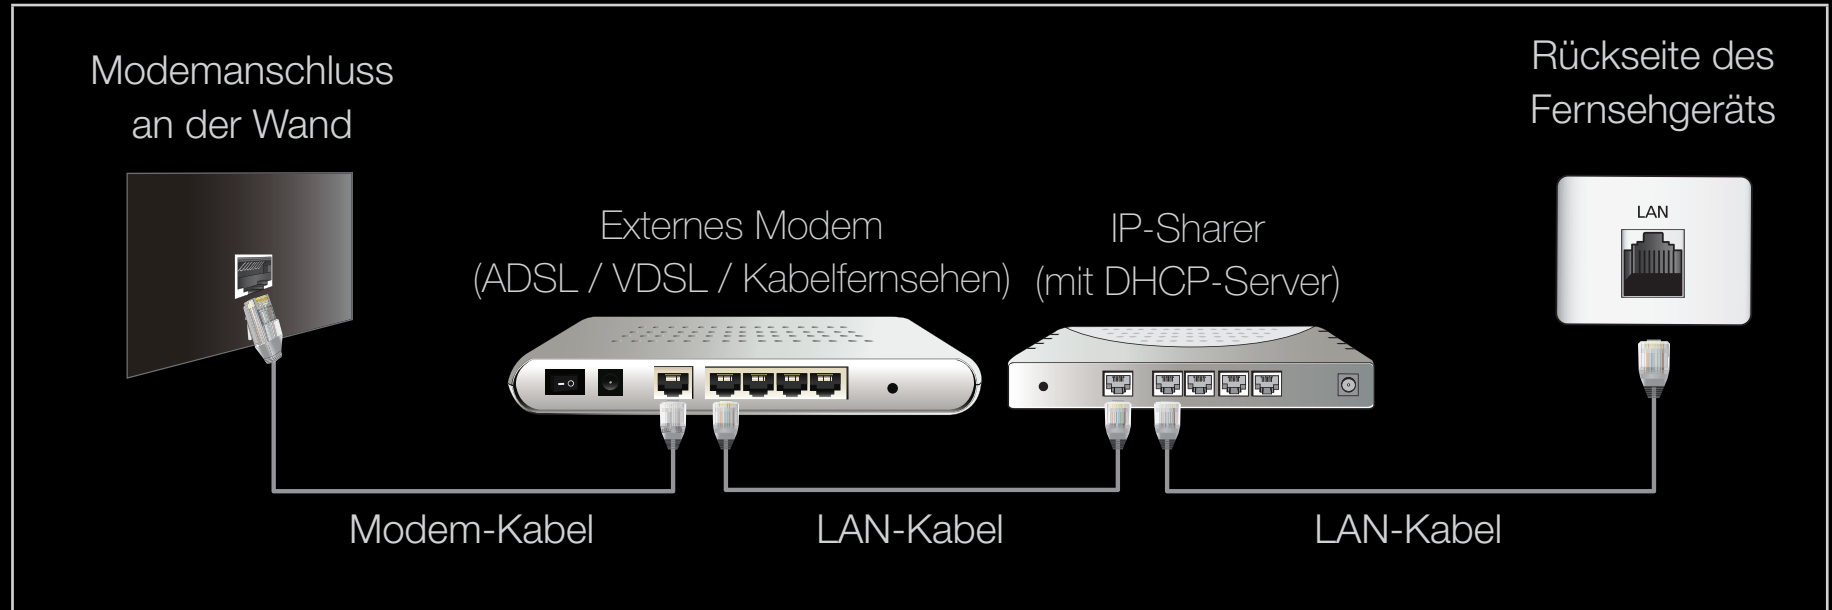 Modemanschluss
an der Wand
Rückseite des
Fernsehgeräts
Externes Modem
(ADSL / VDSL / Kabelfernsehen)
IP-Sharer
(mit DHCP-Server)
LAN
Modem-Kabel
LAN-Kabel
LAN-Kabel